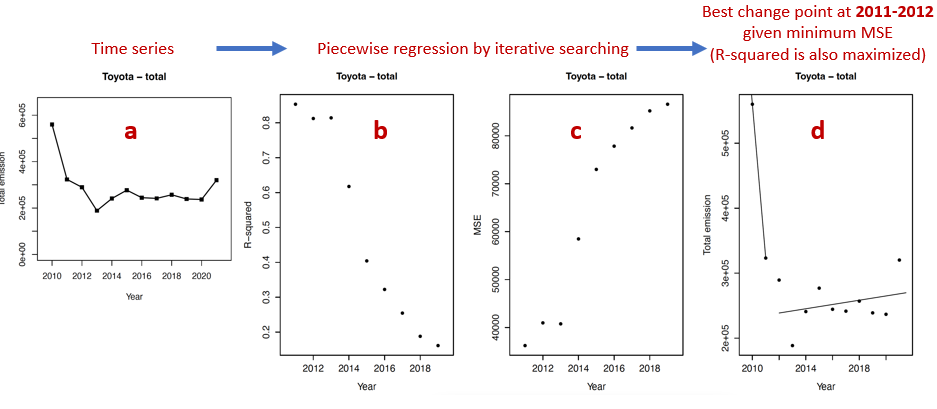 Best change point at 2011-2012
given minimum MSE
(R-squared is also maximized)
Time series
Piecewise regression by iterative searching
Toyota – total
a
Total emission
6e+05
4e+05
2e+05
0e+00
2010 2012 2014 2016 2018 2020
Year
Toyota – total
b
R-squared
0.8
0.6
0.5
0.4
0.3
0.2
0.7
2012 2014 2016 2018
Year
Toyota – total
c
MSE
80000
70000
60000
50000
40000
2012 2014 2016 2018
Year
Toyota – total
d
Total emission
5e+05
4e+05
3e+05
2e+05
2010 2014 2018
Year